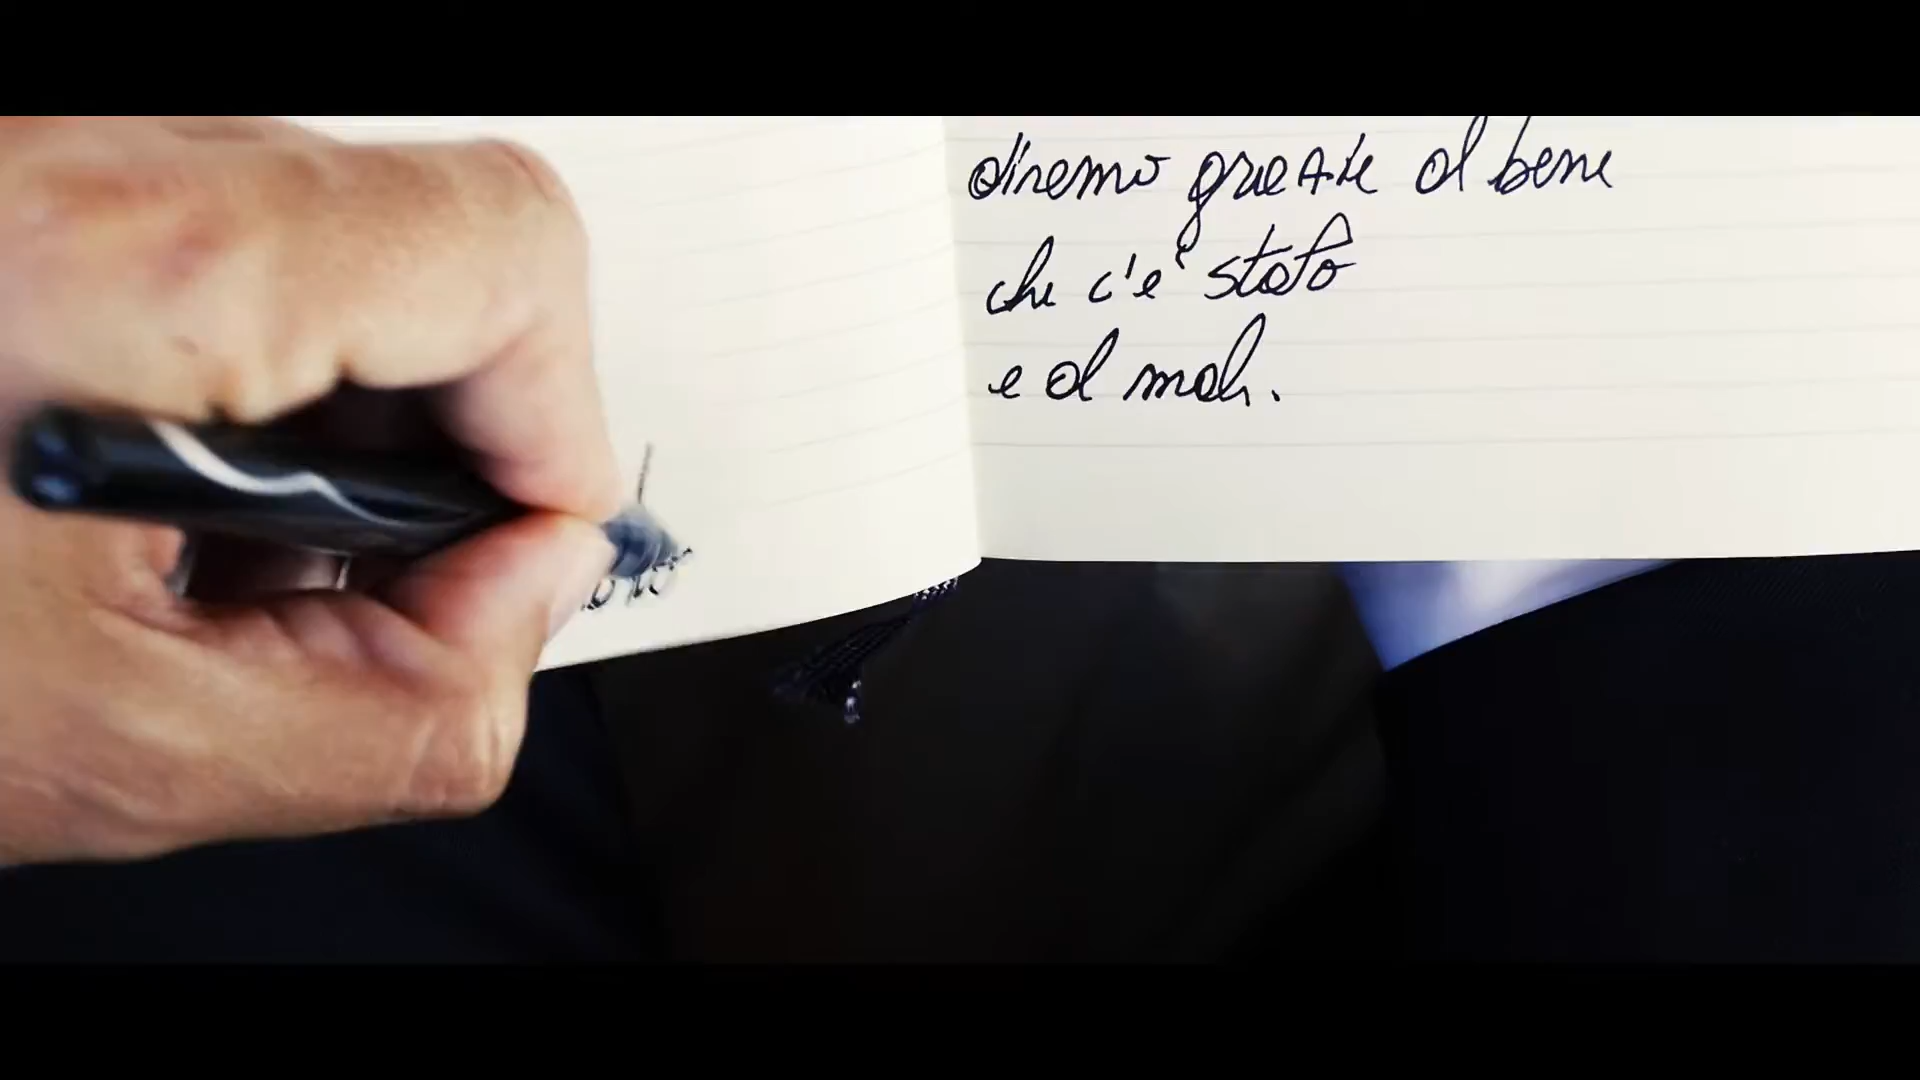 diremo grazie al bene
che c'è stato
e al male.